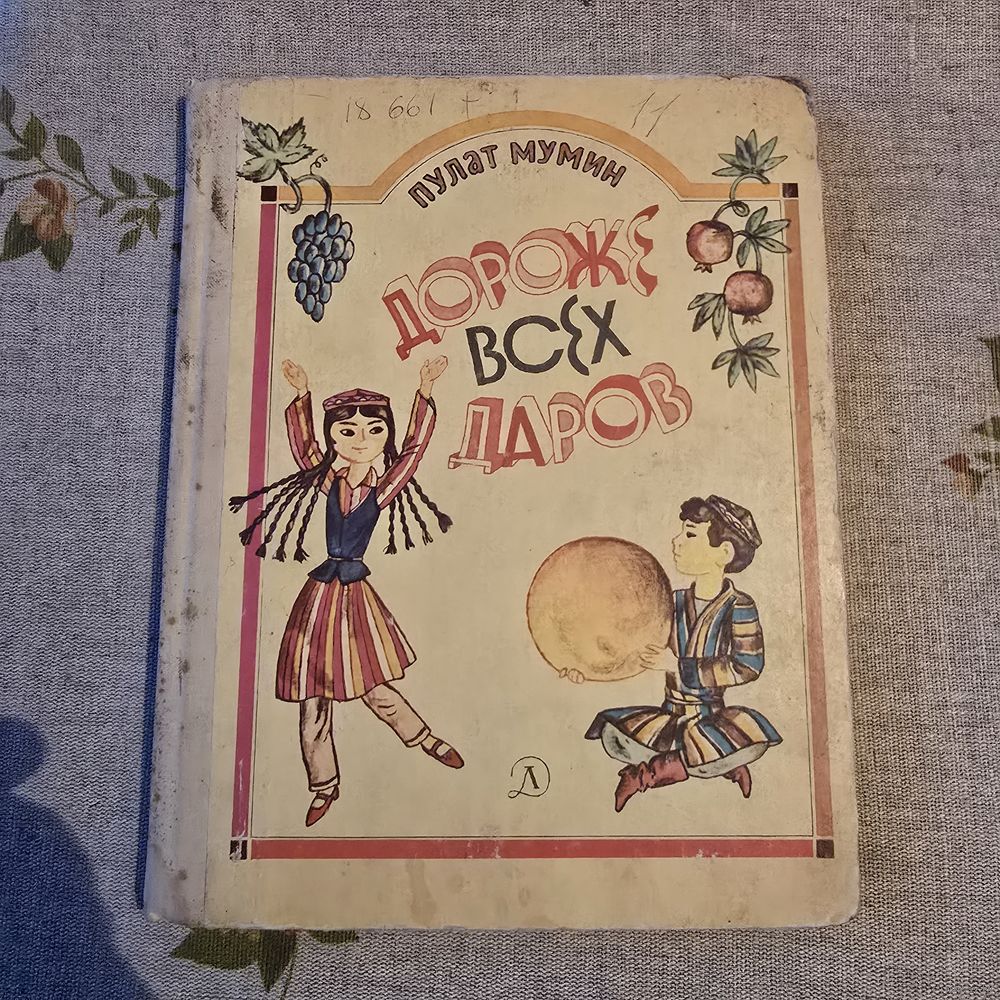 18 661 +
11
ПУЛАТ МУМИН
ДОРОЖЕ
ВСЕХ
ДАРОВ
Д